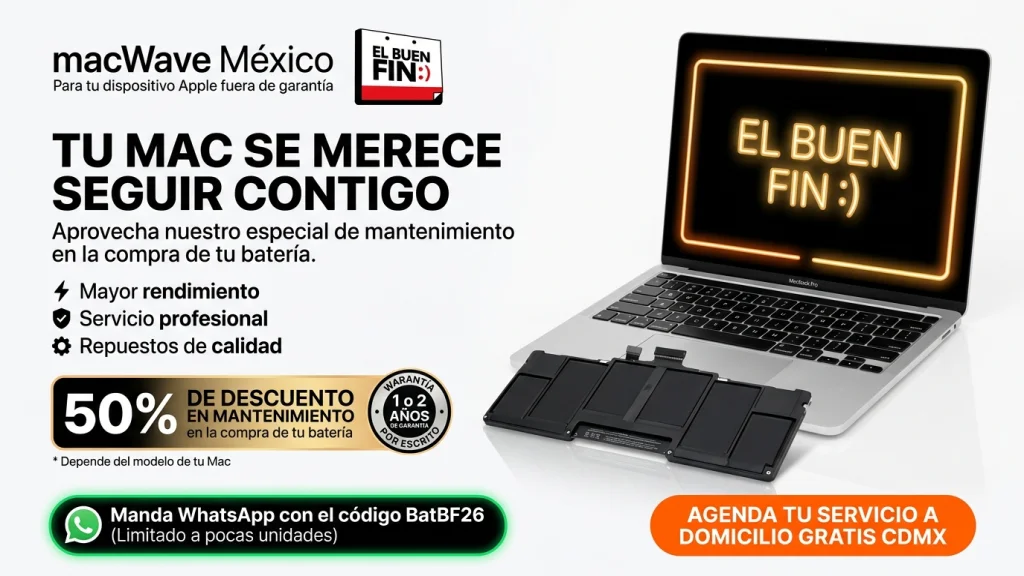 macWave México
Para tu dispositivo Apple fuera de garantía
EL BUEN
FIN:)
TU MAC SE MERECE
SEGUIR CONTIGO
Aprovecha nuestro especial de mantenimiento
en la compra de tu batería.
Mayor rendimiento
Servicio profesional
Repuestos de calidad
50%
DE DESCUENTO
EN MANTENIMIENTO
en la compra de tu batería
WARANTÍA
1 o 2
AÑOS
DE GARANTÍA
POR ESCRITO
* Depende del modelo de tu Mac
Manda WhatsApp con el código BatBF26
(Limitado a pocas unidades)
EL BUEN
FIN :)
MacBook Pro
AGENDA TU SERVICIO A
DOMICILIO GRATIS CDMX